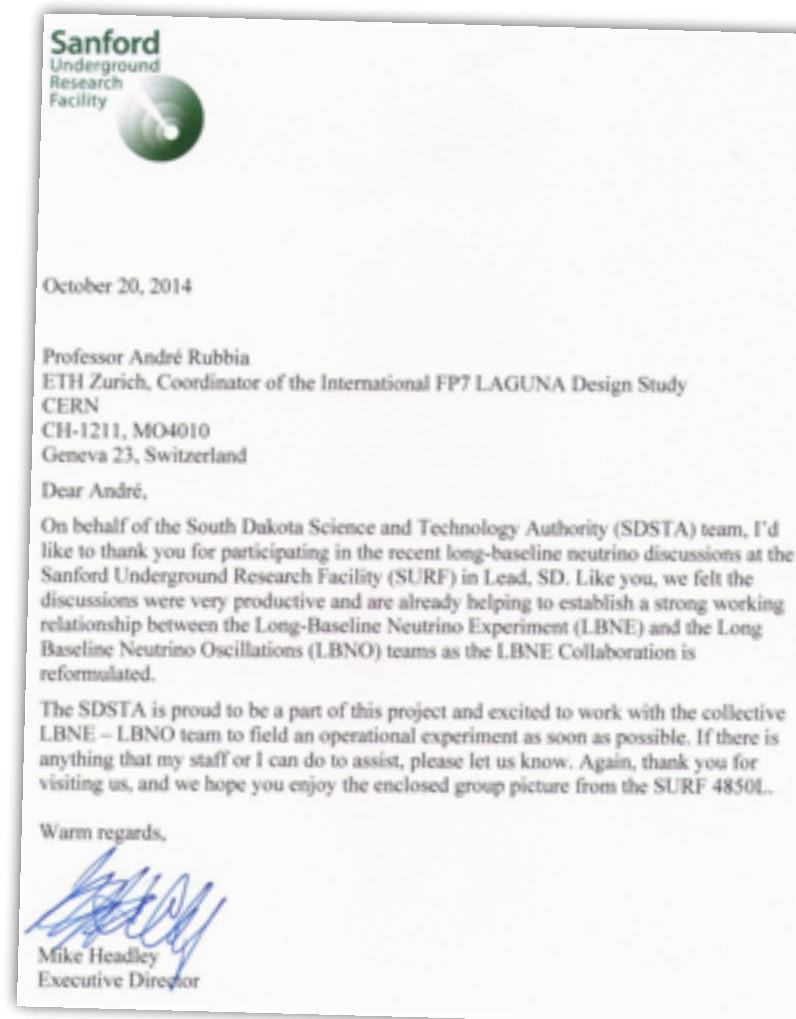 Sanford
Underground
Research
Facility
October 20, 2014
Professor André Rubbia
ETH Zurich, Coordinator of the International FP7 LAGUNA Design Study
CERN
CH-1211, MO4010
Geneva 23, Switzerland
Dear André,
On behalf of the South Dakota Science and Technology Authority (SDSTA) team, I'd
like to thank you for participating in the recent long-baseline neutrino discussions at the
Sanford Underground Research Facility (SURF) in Lead, SD. Like you, we felt the
discussions were very productive and are already helping to establish a strong working
relationship between the Long-Baseline Neutrino Experiment (LBNE) and the Long
Baseline Neutrino Oscillations (LBNO) teams as the LBNE Collaboration is
reformulated.
The SDSTA is proud to be a part of this project and excited to work with the collective
LBNE – LBNO team to field an operational experiment as soon as possible. If there is
anything that my staff or I can do to assist, please let us know. Again, thank you for
visiting us, and we hope you enjoy the enclosed group picture from the SURF 4850L.
Warm regards,
Mike Headley
Executive Director